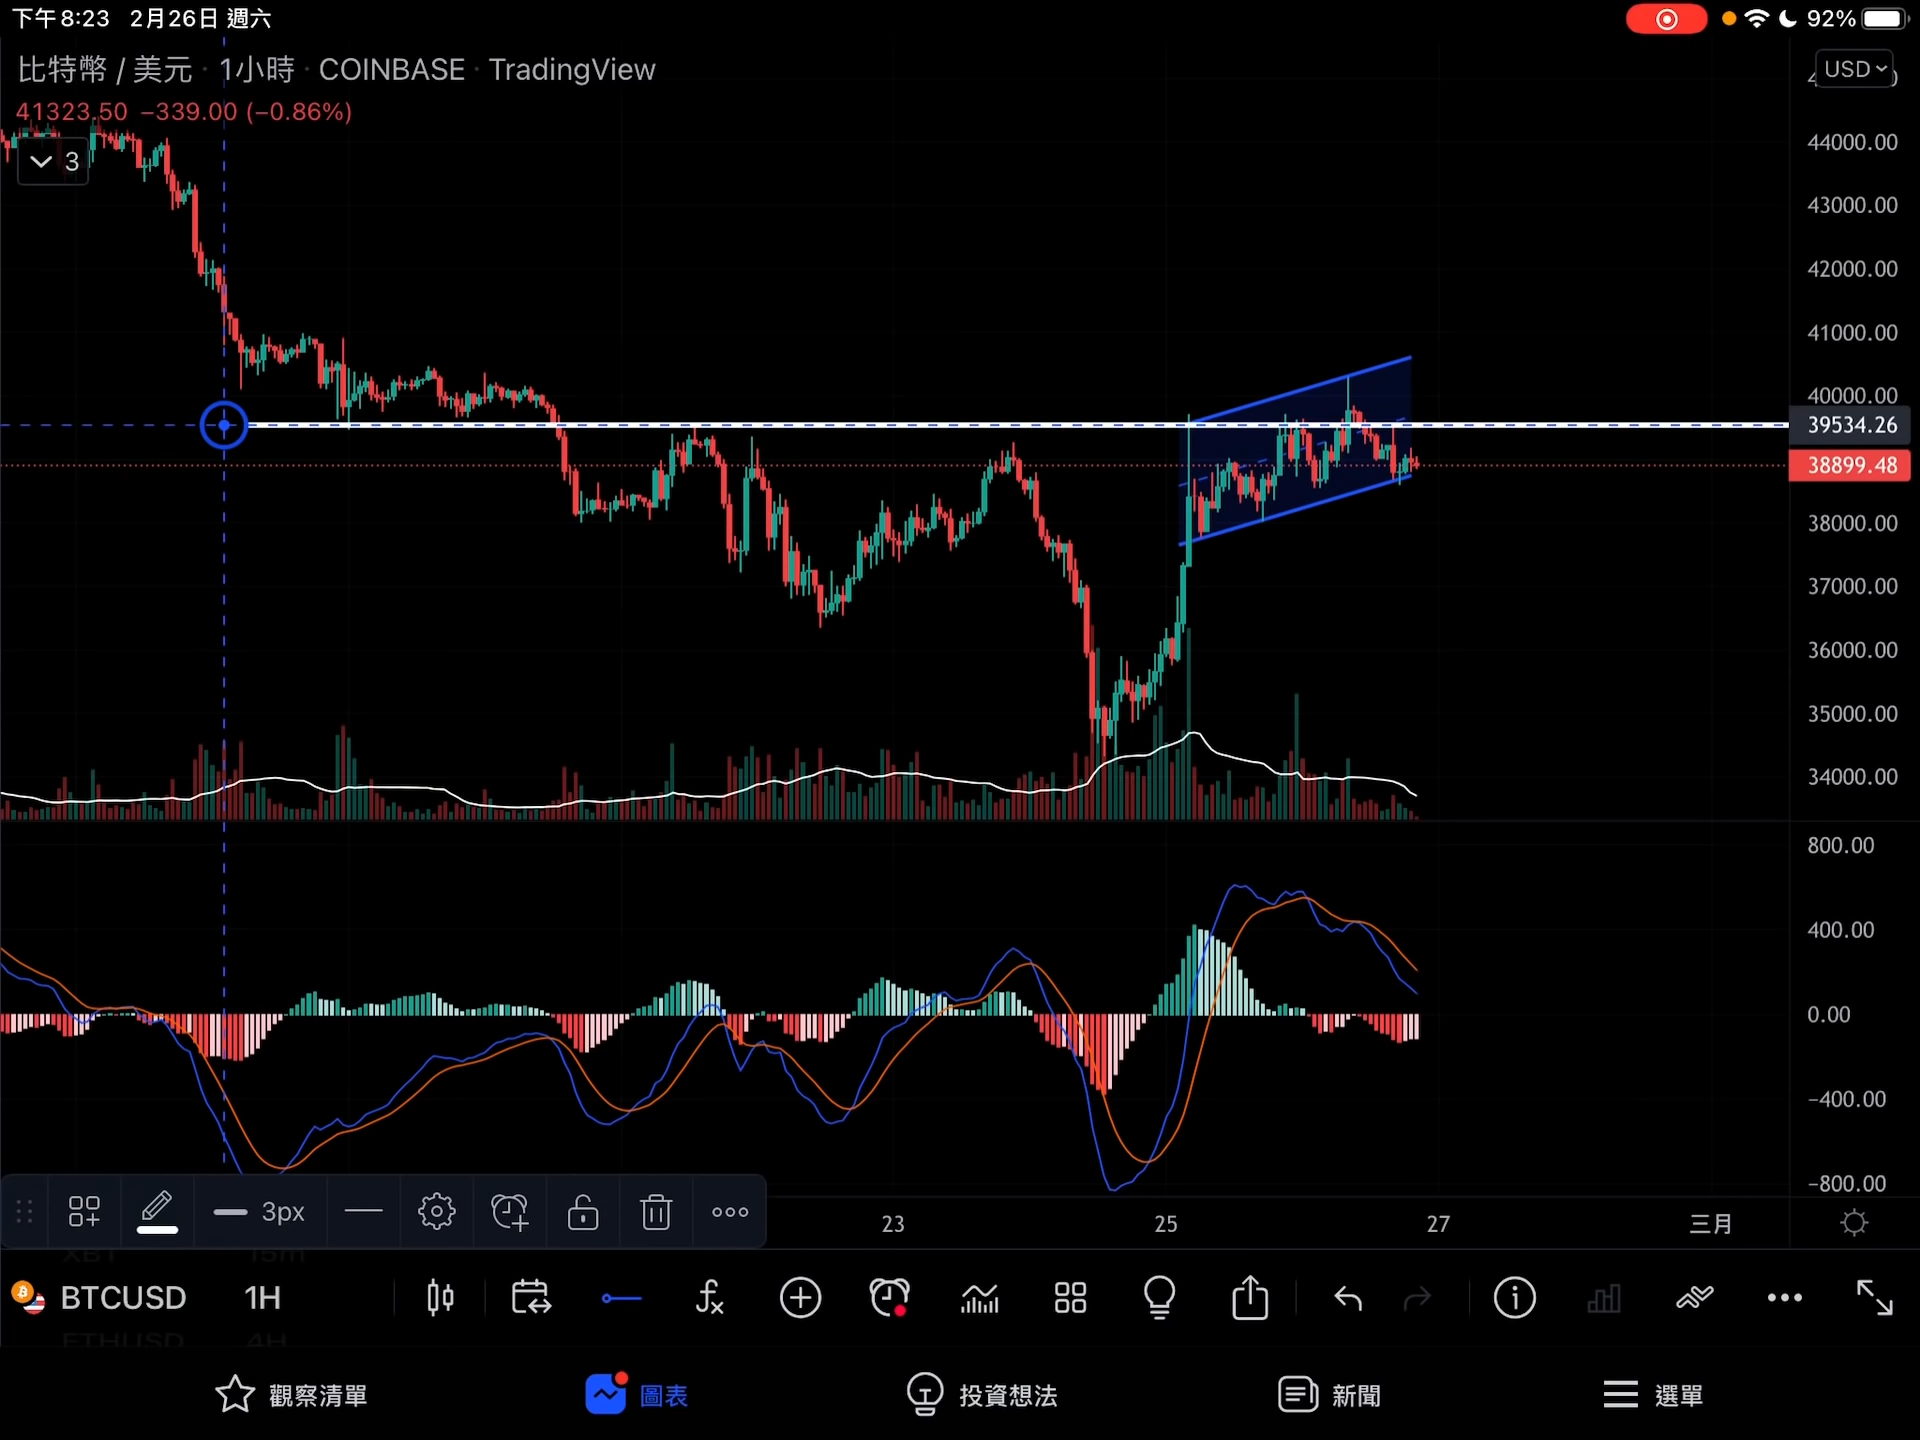 下午8:23 2月26日 週六 92%
比特幣 / 美元 · 1小時 · COINBASE · TradingView
USD
41323.50 −339.00 (−0.86%)
3
44000.00
43000.00
42000.00
41000.00
40000.00
39534.26
38899.48
38000.00
37000.00
36000.00
35000.00
34000.00
800.00
400.00
0.00
−400.00
−800.00
3px
23 25 27 三月
XBT 15m
BTCUSD 1H
ETHUSD 4H
觀察清單 圖表 投資想法 新聞 選單